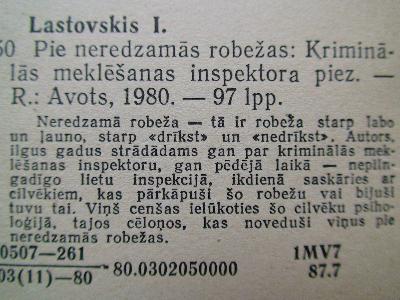 Lastovskis I.
50 Pie neredzamās robežas: Krimināl-
lās meklēšanas inspektora piez. —
R.: Avots, 1980. — 97 lpp.
Neredzamā robeža — tā ir robeža starp labo
un ļauno, starp «drīkst» un «nedrīkst». Autors,
ilgus gadus strādādams gan par kriminālās mek-
lēšanas inspektoru, gan pēdējā laikā — nepiln-
gadīgo lietu inspekcijā, ikdienā saskāries ar
cilvēkiem, kas pārkāpuši šo robežu vai bijuši
tuvu tai. Viņš cenšas ielūkoties šo cilvēku psiho-
loģijā, tajos cēloņos, kas noveduši viņus pie
neredzamās robežas.
0507—261
03(11)—80 —80.0302050000
1MV7
87.7